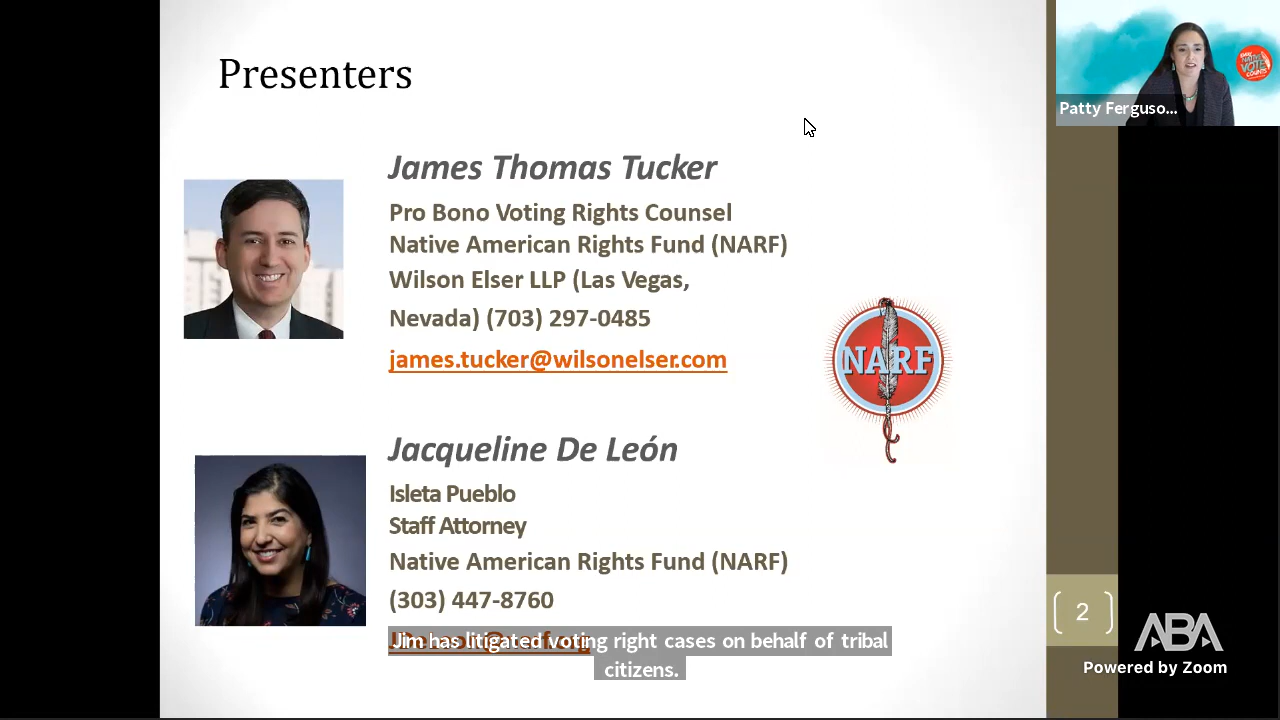 Presenters
James Thomas Tucker
Pro Bono Voting Rights Counsel
Native American Rights Fund (NARF)
Wilson Elser LLP (Las Vegas,
Nevada) (703) 297-0485
james.tucker@wilsonelser.com
NARF
Jacqueline De León
Isleta Pueblo
Staff Attorney
Native American Rights Fund (NARF)
(303) 447-8760
Jim has litigated voting right cases on behalf of tribal
citizens.
Patty Ferguso...
NATIVE
VOTE
COUNTS
2
ABA
Powered by Zoom